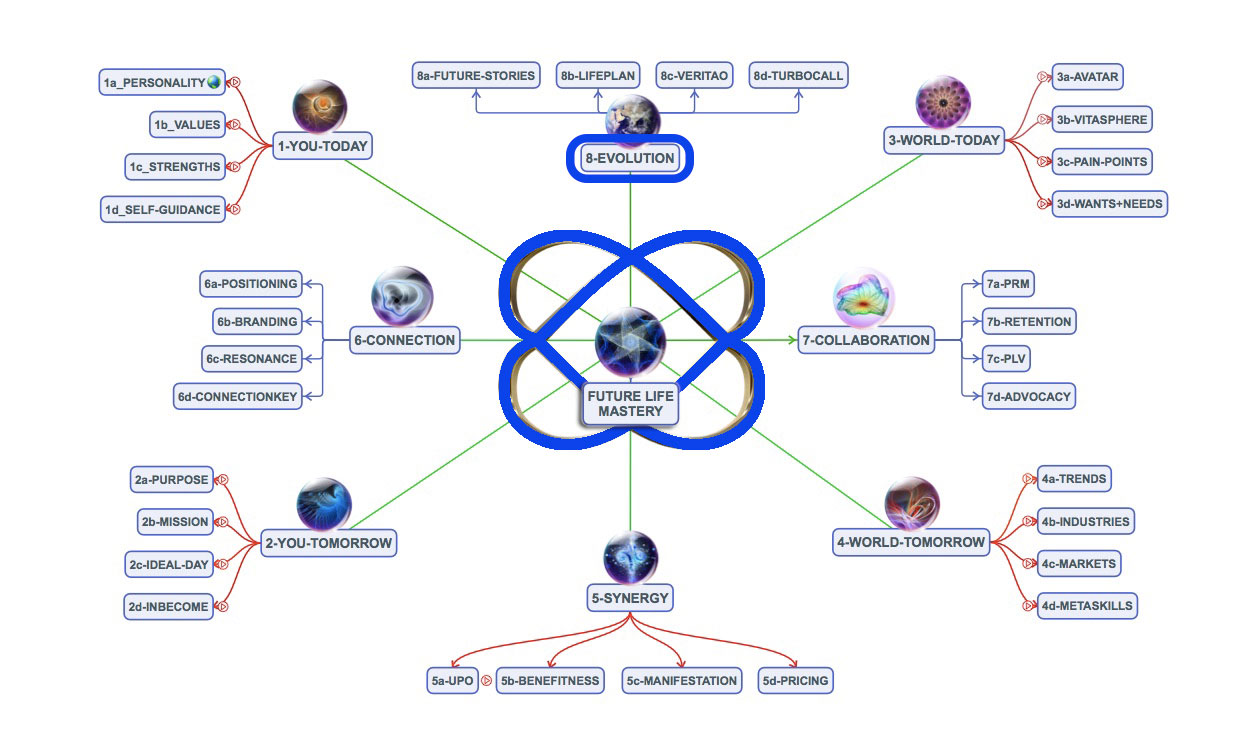 8a-FUTURE-STORIES
8b-LIFEPLAN
8c-VERITAO
8d-TURBOCALL
8-EVOLUTION
1a_PERSONALITY
1b_VALUES
1c_STRENGTHS
1d_SELF-GUIDANCE
1-YOU-TODAY
3-WORLD-TODAY
3a-AVATAR
3b-VITASPHERE
3c-PAIN-POINTS
3d-WANTS+NEEDS
6a-POSITIONING
6b-BRANDING
6c-RESONANCE
6d-CONNECTIONKEY
6-CONNECTION
FUTURE LIFE
MASTERY
7-COLLABORATION
7a-PRM
7b-RETENTION
7c-PLV
7d-ADVOCACY
2a-PURPOSE
2b-MISSION
2c-IDEAL-DAY
2d-INBECOME
2-YOU-TOMORROW
4-WORLD-TOMORROW
4a-TRENDS
4b-INDUSTRIES
4c-MARKETS
4d-METASKILLS
5-SYNERGY
5a-UPO
5b-BENEFITNESS
5c-MANIFESTATION
5d-PRICING